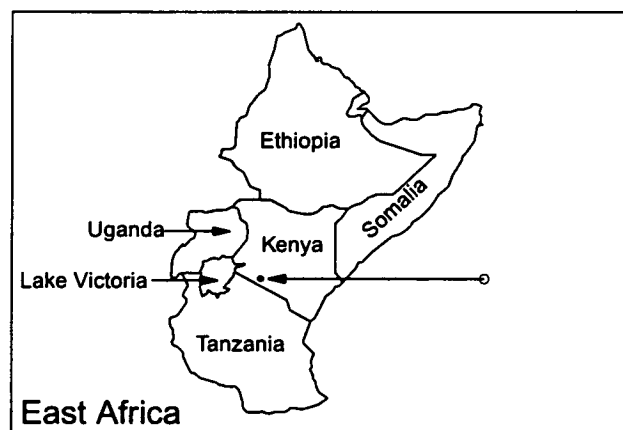 Ethiopia
Somalia
Uganda
Kenya
Lake Victoria
Tanzania
East Africa